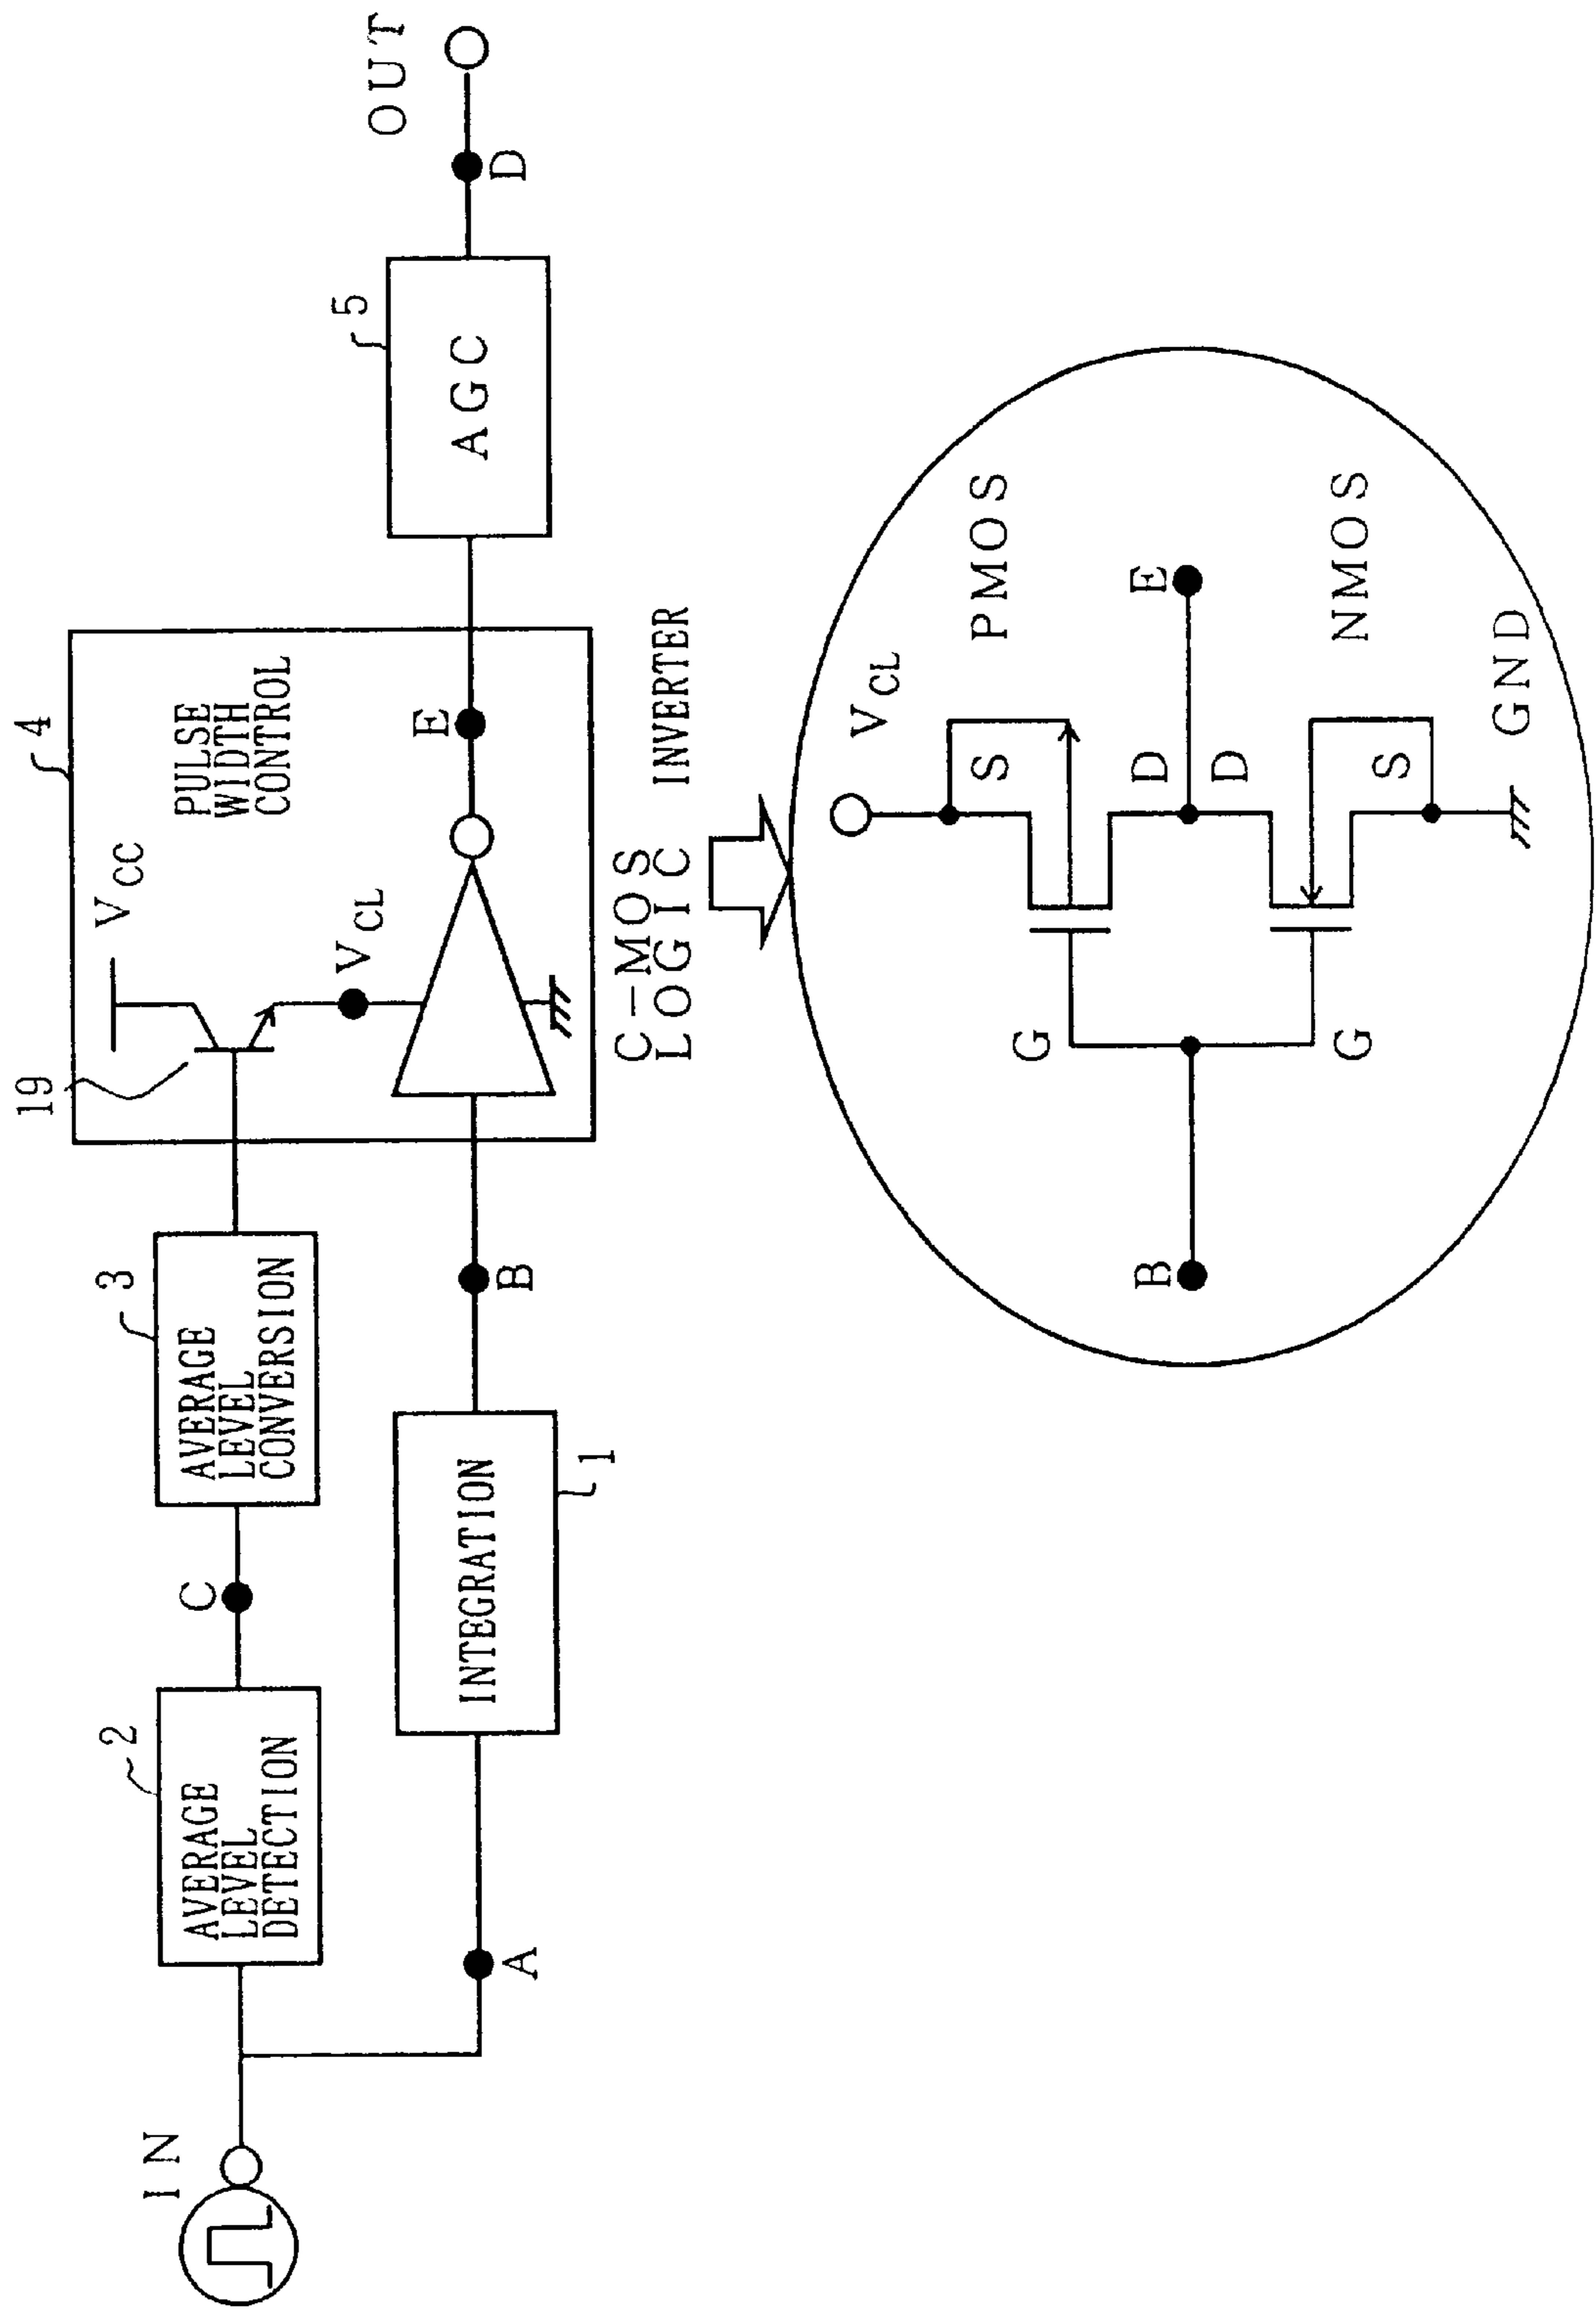 IN
2
AVERAGE
LEVEL
DETECTION
C
3
AVERAGE
LEVEL
CONVERSION
A
INTEGRATION
1
B
4
19
VCC
PULSE
WIDTH
CONTROL
VCL
E
5
AGC
D
OUT
C-MOS
LOGIC INVERTER
VCL
S
PMOS
G
D
E
B
D
G
NMOS
S
GND